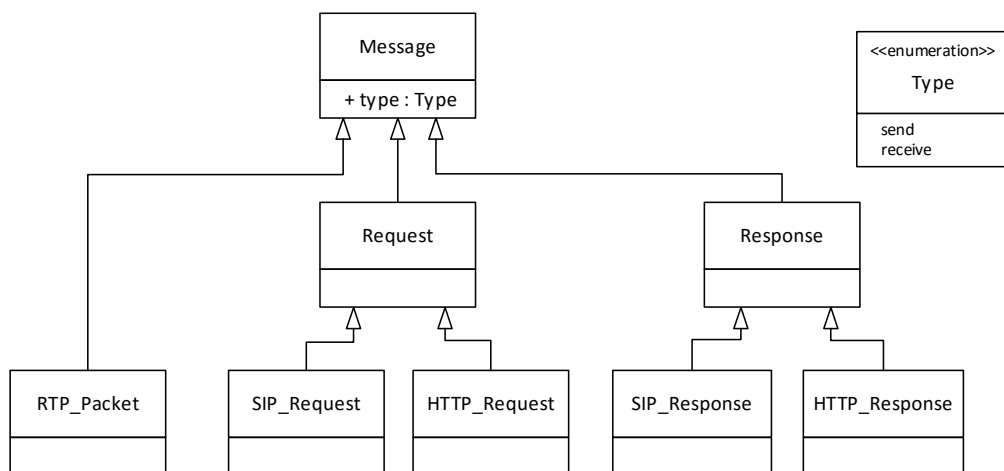 Message
+ type : Type
<<enumeration>>
Type
send
receive
Request
Response
RTP_Packet
SIP_Request
HTTP_Request
SIP_Response
HTTP_Response